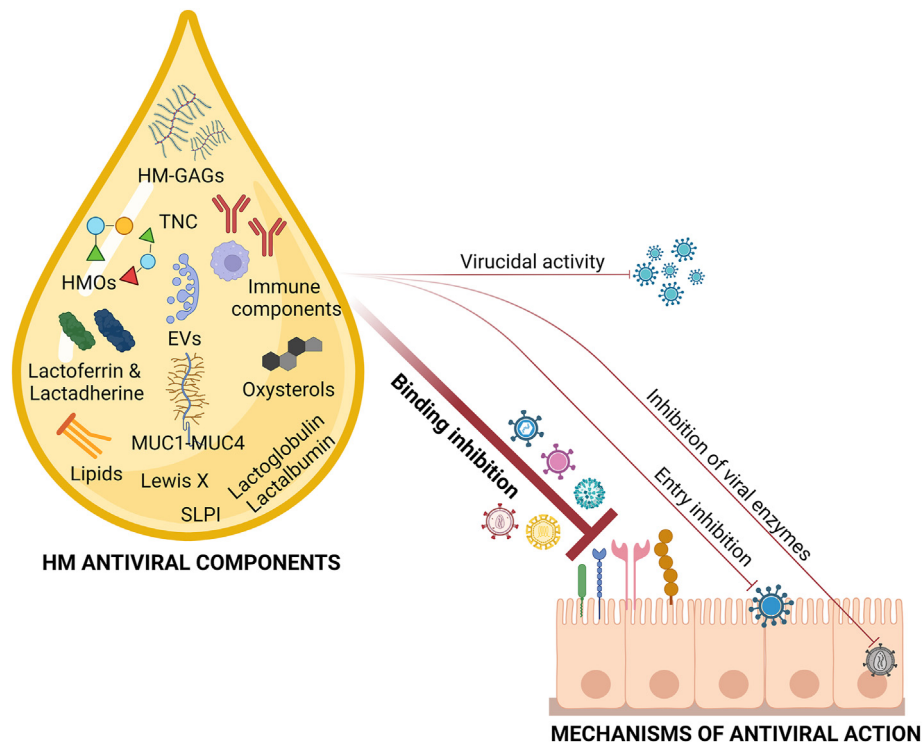 HM-GAGs
TNC
HMOs
Immune
components
EVs
Lactoferrin &
Lactadherine
Oxysterols
MUC1-MUC4
Lipids
Lewis X
Lactoglobulin
Lactalbumin
SLPI
HM ANTIVIRAL COMPONENTS
Virucidal activity
Binding inhibition
Entry inhibition
Inhibition of viral enzymes
MECHANISMS OF ANTIVIRAL ACTION